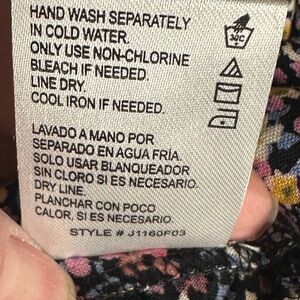 HAND WASH SEPARATELY
IN COLD WATER.
ONLY USE NON-CHLORINE
BLEACH IF NEEDED.
LINE DRY.
COOL IRON IF NEEDED.
LAVADO A MANO POR
SEPARADO EN AGUA FRÍA.
SOLO USAR BLANQUEADOR
SIN CLORO SI ES NECESARIO.
DRY LINE.
PLANCHAR CON POCO
CALOR, SI ES NECESARIO.
STYLE # J1160F03
30C